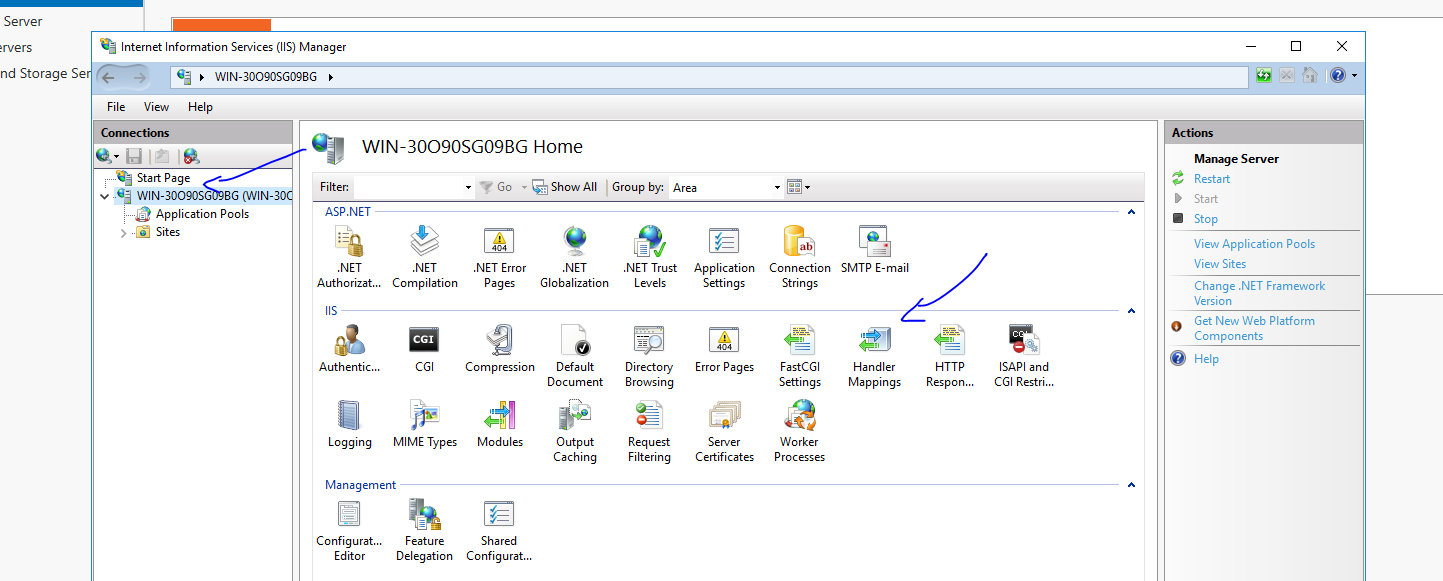 Server
ervers
nd Storage Ser
Internet Information Services (IIS) Manager
WIN-30O90SG09BG
File View Help
Connections
Start Page
WIN-30O90SG09BG (WIN-30O
Application Pools
Sites
WIN-30O90SG09BG Home
Filter: Go Show All Group by: Area
ASP.NET
.NET Authorizat...
.NET Compilation
.NET Error Pages
.NET Globalization
.NET Trust Levels
Application Settings
Connection Strings
SMTP E-mail
IIS
Authentic...
CGI
Compression
Default Document
Directory Browsing
Error Pages
FastCGI Settings
Handler Mappings
HTTP Respon...
ISAPI and CGI Restri...
Logging
MIME Types
Modules
Output Caching
Request Filtering
Server Certificates
Worker Processes
Management
Configurat... Editor
Feature Delegation
Shared Configurat...
Actions
Manage Server
Restart
Start
Stop
View Application Pools
View Sites
Change .NET Framework
Version
Get New Web Platform
Components
Help